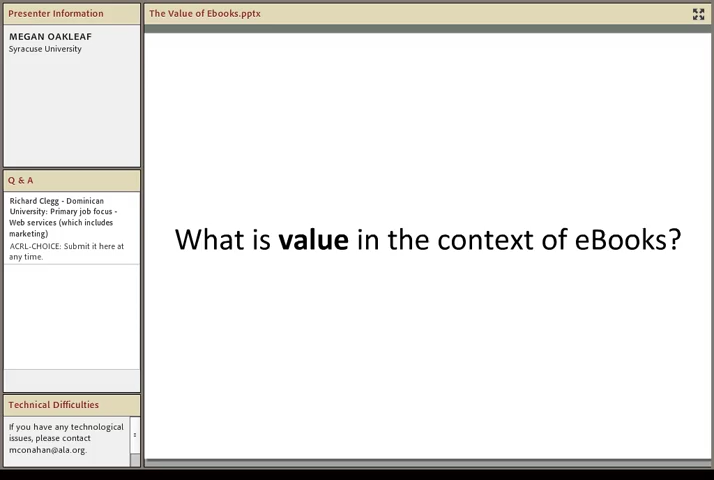 Presenter Information
MEGAN OAKLEAF
Syracuse University
Q & A
Richard Clegg - Dominican
University: Primary job focus -
Web services (which includes
marketing)
ACRL-CHOICE: Submit it here at
any time.
Technical Difficulties
If you have any technological
issues, please contact
mconahan@ala.org.
The Value of Ebooks.pptx
What is value in the context of eBooks?